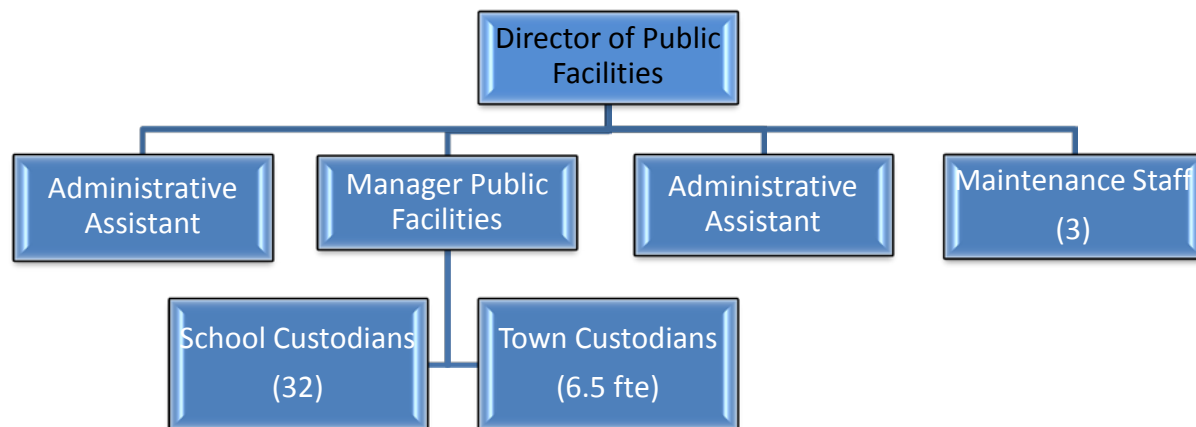 Director of Public
Facilities
Administrative
Assistant
Manager Public
Facilities
Administrative
Assistant
Maintenance Staff
(3)
School Custodians
(32)
Town Custodians
(6.5 fte)